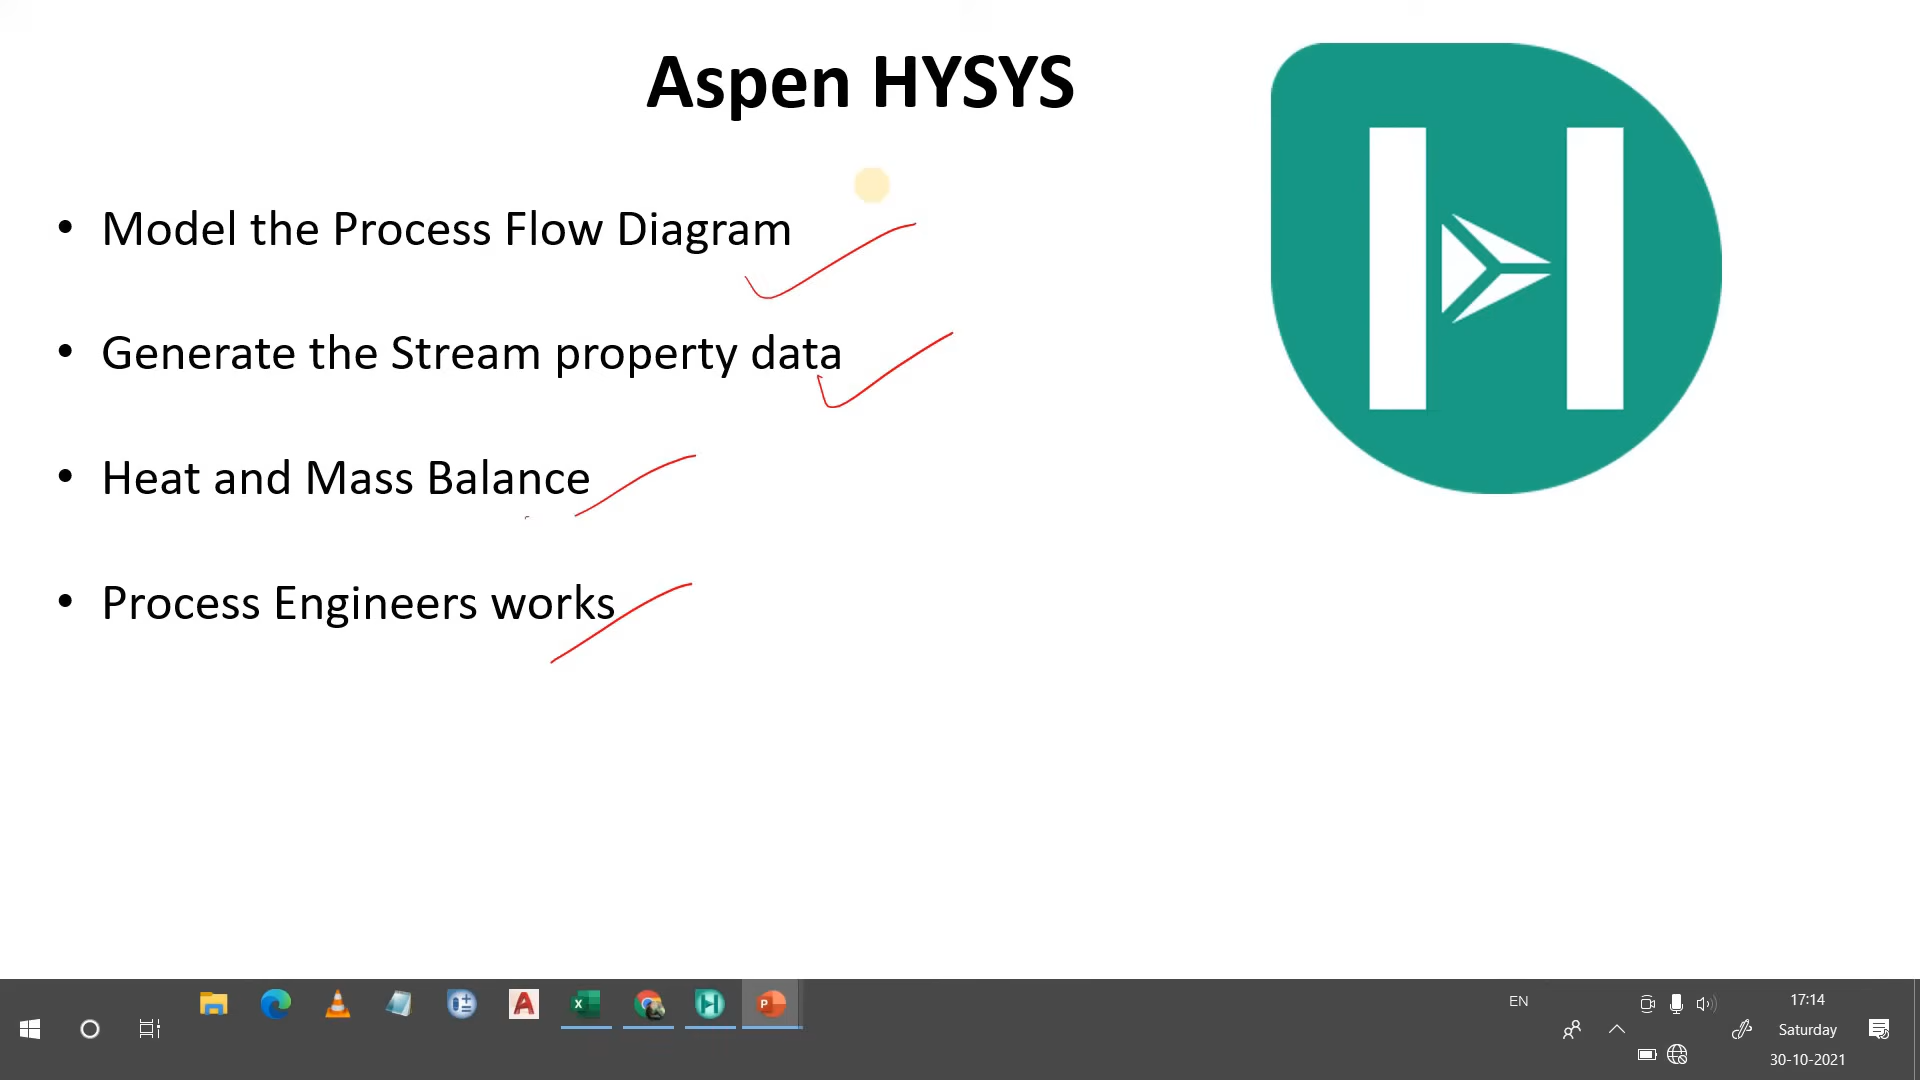 Aspen HYSYS
• Model the Process Flow Diagram
• Generate the Stream property data
• Heat and Mass Balance
• Process Engineers works
EN
17:14
Saturday
30-10-2021